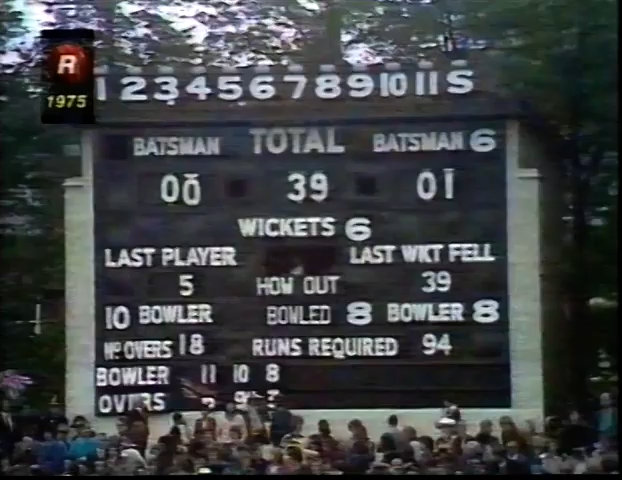 R
1975
1 2 3 4 5 6 7 8 9 10 11 S
BATSMAN TOTAL BATSMAN 6
00 39 01
WICKETS 6
LAST PLAYER LAST WKT FELL
5 HOW OUT 39
10 BOWLER BOWLED 8 BOWLER 8
No OVERS 18 RUNS REQUIRED 94
BOWLER 11 10 8
OVERS